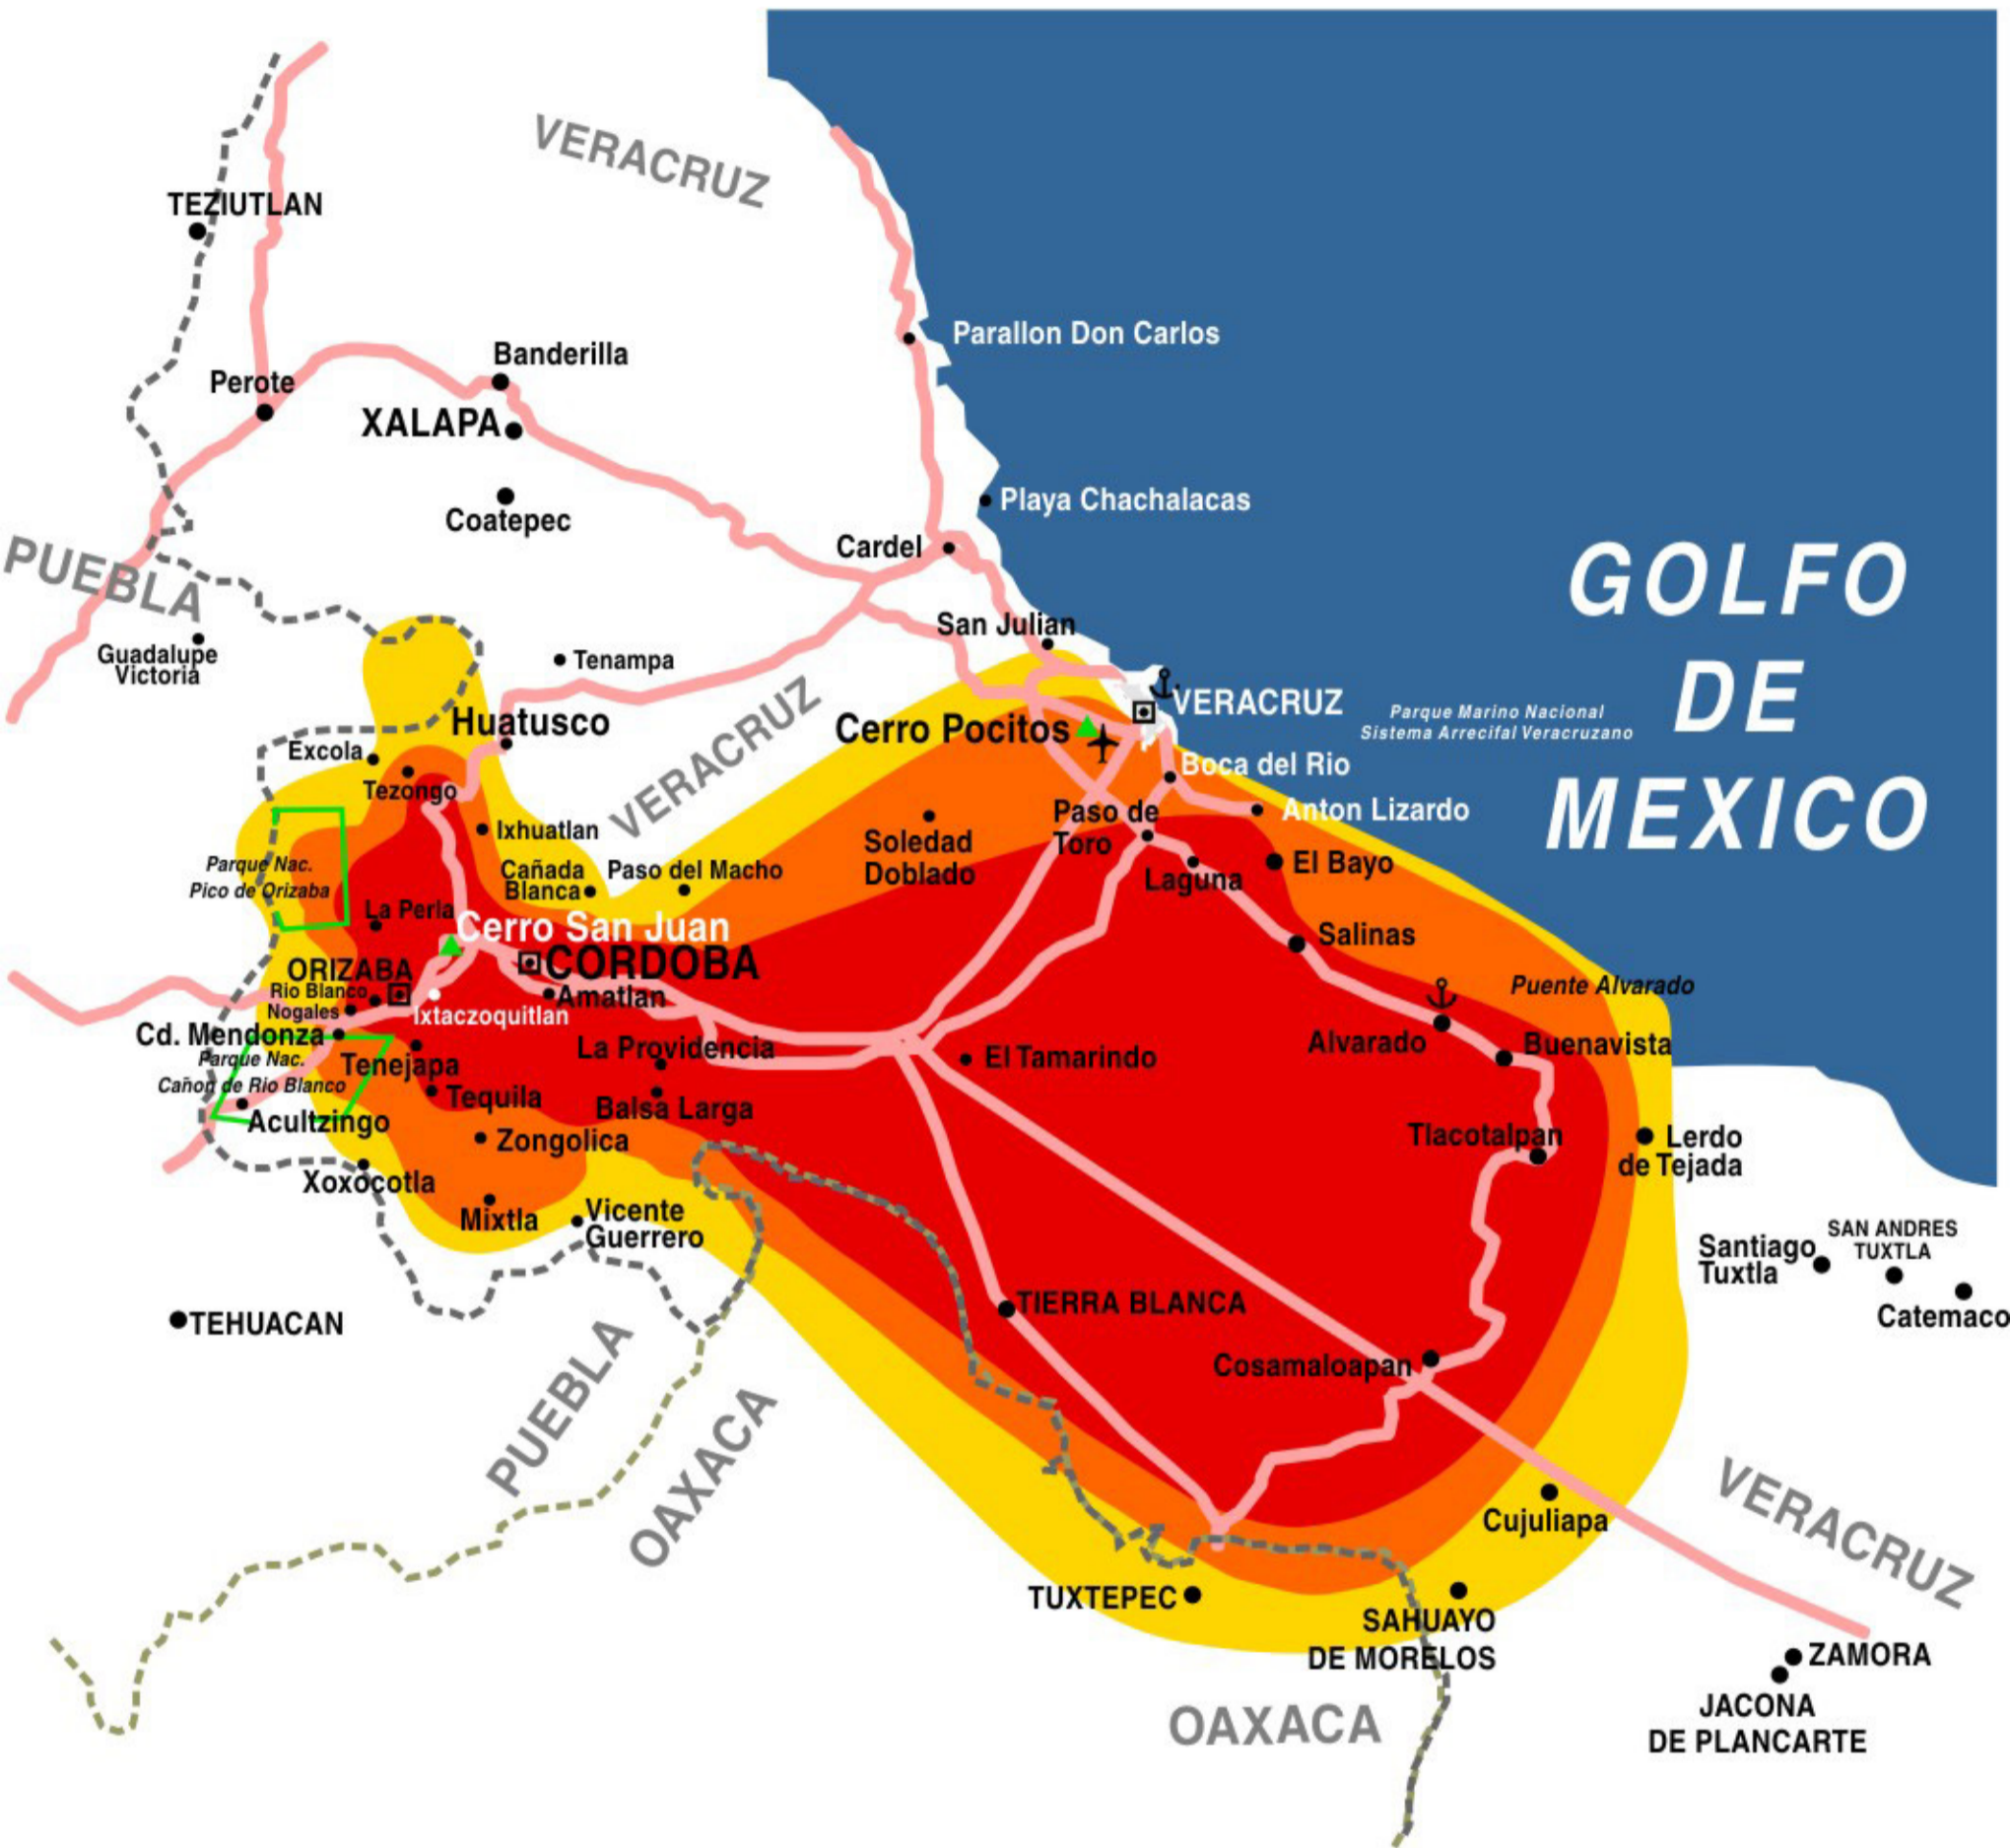 VERACRUZ
TEZIUTLAN
Parallon Don Carlos
Banderilla
Perote
XALAPA
Playa Chachalacas
Coatepec
Cardel
GOLFO
DE
MEXICO
PUEBLA
San Julian
Guadalupe
Victoria
Tenampa
VERACRUZ
VERACRUZ
Parque Marino Nacional
Sistema Arrecifal Veracruzano
Huatusco
Cerro Pocitos
Excola
Boca del Rio
Tezongo
Anton Lizardo
Paso de
Toro
Ixhuatlan
Soledad
Doblado
Parque Nac.
Pico de Orizaba
Cañada
Blanca
Paso del Macho
Laguna
El Bayo
La Perla
Cerro San Juan
Salinas
CORDOBA
ORIZABA
Rio Blanco
Amatlan
Puente Alvarado
Nogales
Ixtaczoquitlan
Cd. Mendonza
Alvarado
Buenavista
Parque Nac.
Cañon de Rio Blanco
Tenejapa
La Providencia
El Tamarindo
Tequila
Balsa Larga
Acultzingo
Zongolica
Tlacotalpan
Lerdo
de Tejada
Xoxocotla
Mixtla
Vicente
Guerrero
Santiago
Tuxtla
SAN ANDRES
TUXTLA
TIERRA BLANCA
Catemaco
TEHUACAN
Cosamaloapan
PUEBLA
OAXACA
Cujuliapa
VERACRUZ
TUXTEPEC
SAHUAYO
DE MORELOS
ZAMORA
JACONA
DE PLANCARTE
OAXACA